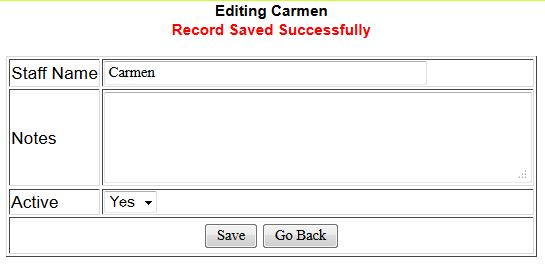 Editing Carmen
Record Saved Successfully
Staff Name Carmen
Notes
Active Yes
Save Go Back